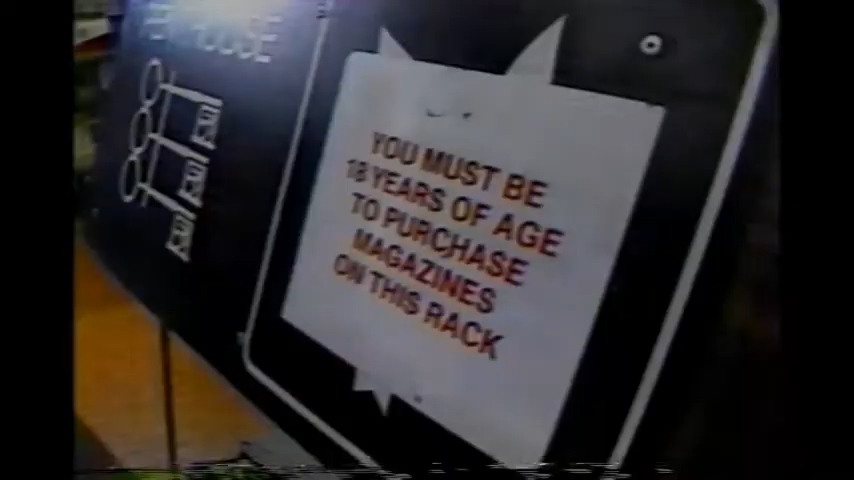 YOU MUST BE
18 YEARS OF AGE
TO PURCHASE
MAGAZINES
ON THIS RACK